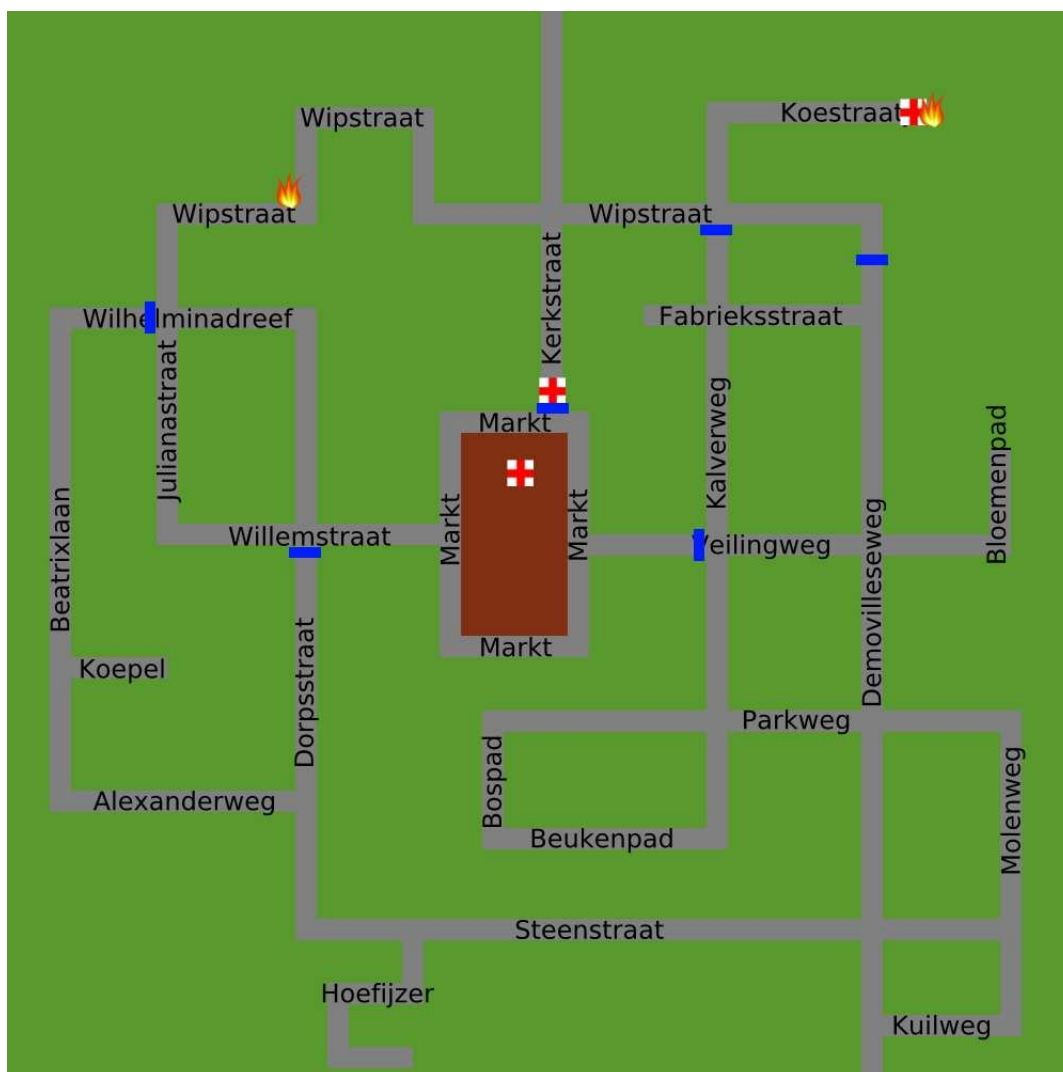 Wipstraat
Koestraat
Wipstraat
Wipstraat
Kerkstraat
Wilhelminadreef
Fabrieksstraat
Julianastraat
Markt
Kalverweg
Bloemenpad
Beatrixlaan
Willemstraat
Markt
Markt
Veilingweg
Demovilleseweg
Markt
Koepel
Dorpsstraat
Parkweg
Bospad
Molenweg
Alexanderweg
Beukenpad
Steenstraat
Hoefijzer
Kuilweg